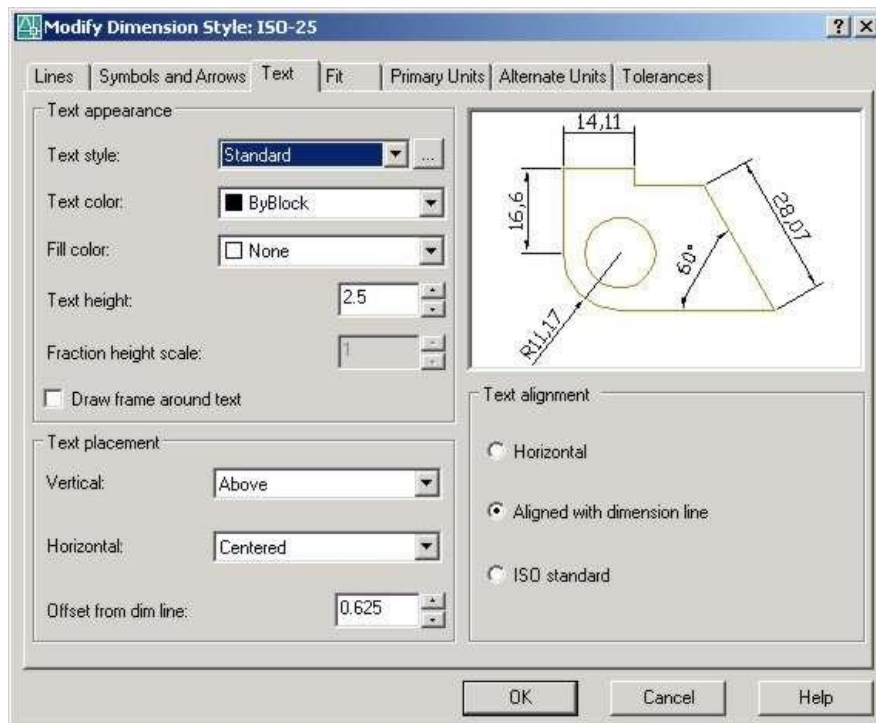 Modify Dimension Style: ISO-25
Lines Symbols and Arrows Text Fit Primary Units Alternate Units Tolerances
Text appearance
Text style: Standard ...
Text color: ByBlock
Fill color: None
Text height: 2.5
Fraction height scale: 1
Draw frame around text
Text placement
Vertical: Above
Horizontal: Centered
Offset from dim line: 0.625
14,11
16,6
28,07
60°
R11,17
Text alignment
Horizontal
Aligned with dimension line
ISO standard
OK Cancel Help